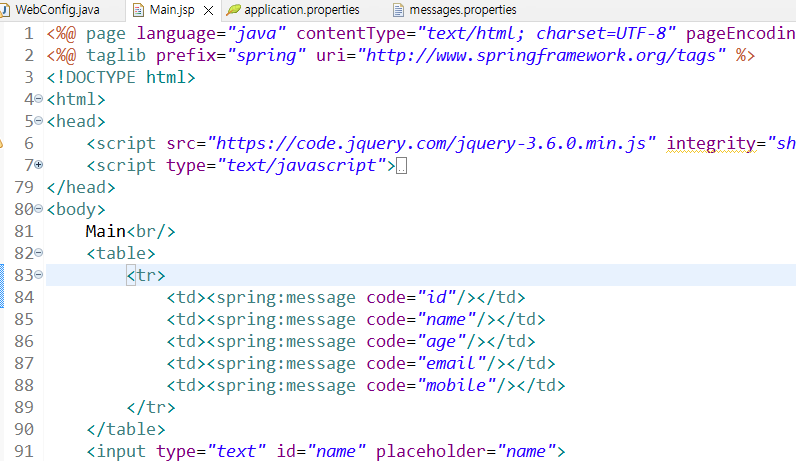 WebConfig.java Main.jsp application.properties messages.properties
1 <%@ page language="java" contentType="text/html; charset=UTF-8" pageEncodin
2 <%@ taglib prefix="spring" uri="http://www.springframework.org/tags" %>
3 <!DOCTYPE html>
4 <html>
5 <head>
6 <script src="https://code.jquery.com/jquery-3.6.0.min.js" integrity="sh
7 <script type="text/javascript">
79 </head>
80 <body>
81 Main<br/>
82 <table>
83 <tr>
84 <td><spring:message code="id"/></td>
85 <td><spring:message code="name"/></td>
86 <td><spring:message code="age"/></td>
87 <td><spring:message code="email"/></td>
88 <td><spring:message code="mobile"/></td>
89 </tr>
90 </table>
91 <input type="text" id="name" placeholder="name">